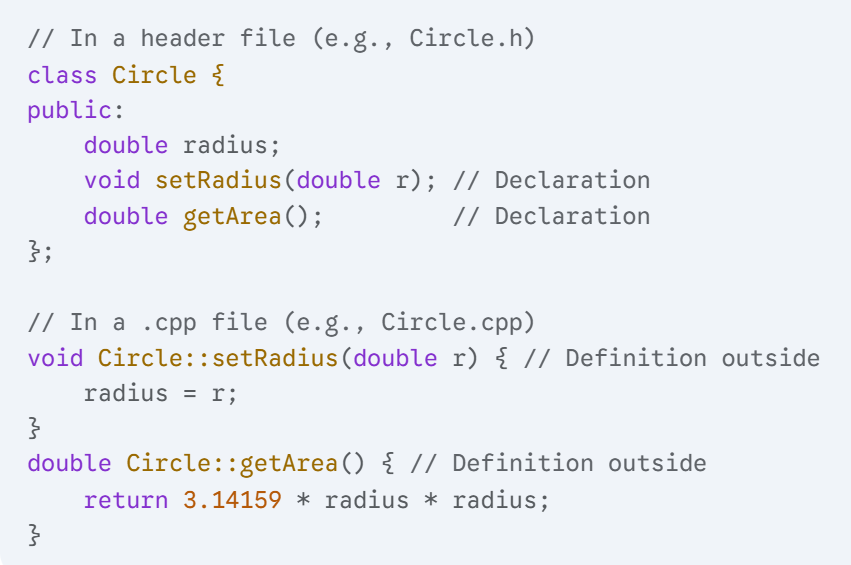 // In a header file (e.g., Circle.h)
class Circle {
public:
    double radius;
    void setRadius(double r); // Declaration
    double getArea();         // Declaration
};

// In a .cpp file (e.g., Circle.cpp)
void Circle::setRadius(double r) { // Definition outside
    radius = r;
}
double Circle::getArea() { // Definition outside
    return 3.14159 * radius * radius;
}